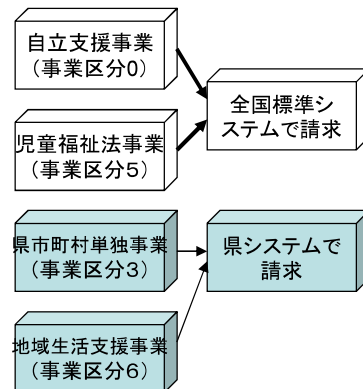 自立支援事業
（事業区分0）
全国標準シ
ステムで請求
児童福祉法事業
（事業区分5）
県市町村単独事業
（事業区分3）
県システムで
請求
地域生活支援事業
（事業区分6）